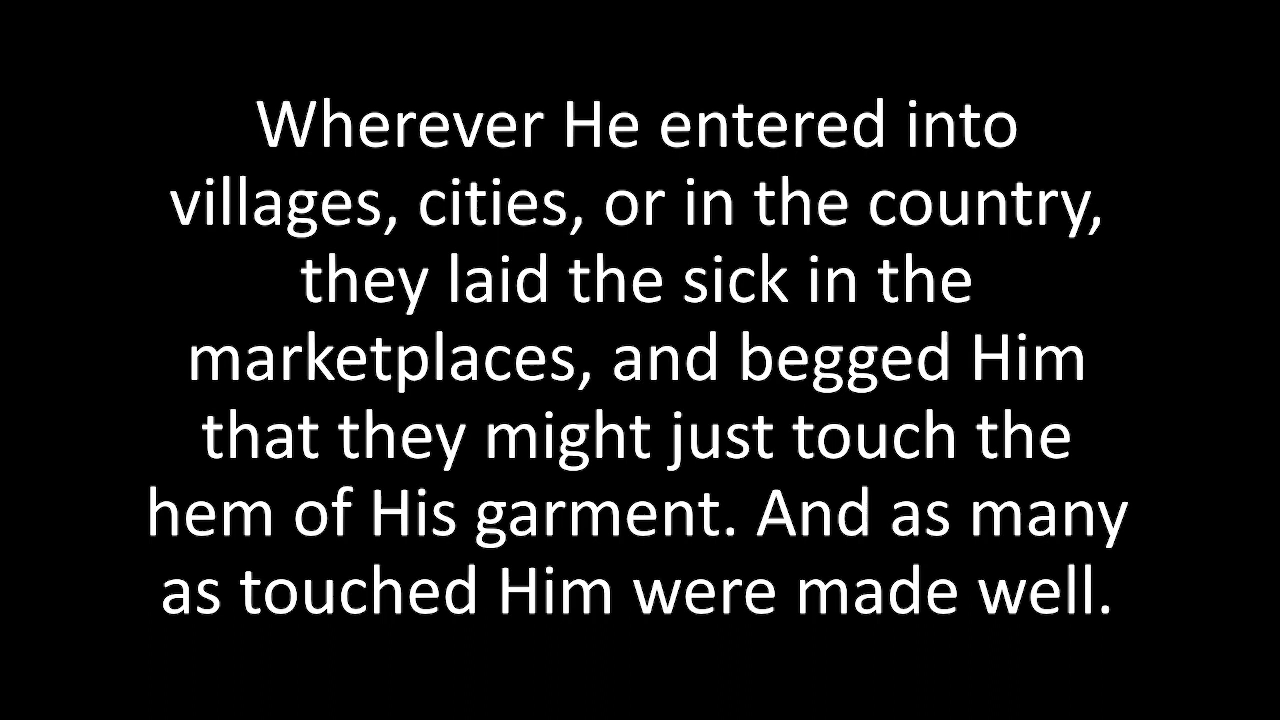 Wherever He entered into
villages, cities, or in the country,
they laid the sick in the
marketplaces, and begged Him
that they might just touch the
hem of His garment. And as many
as touched Him were made well.